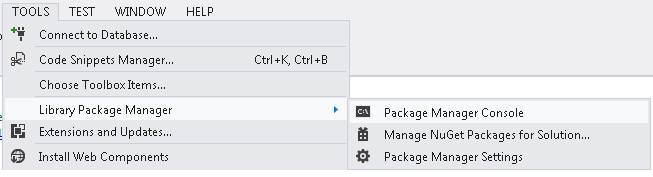 TOOLS TEST WINDOW HELP
Connect to Database...
Code Snippets Manager... Ctrl+K, Ctrl+B
Choose Toolbox Items...
Library Package Manager
Extensions and Updates...
Install Web Components
C:\
Package Manager Console
Manage NuGet Packages for Solution...
Package Manager Settings